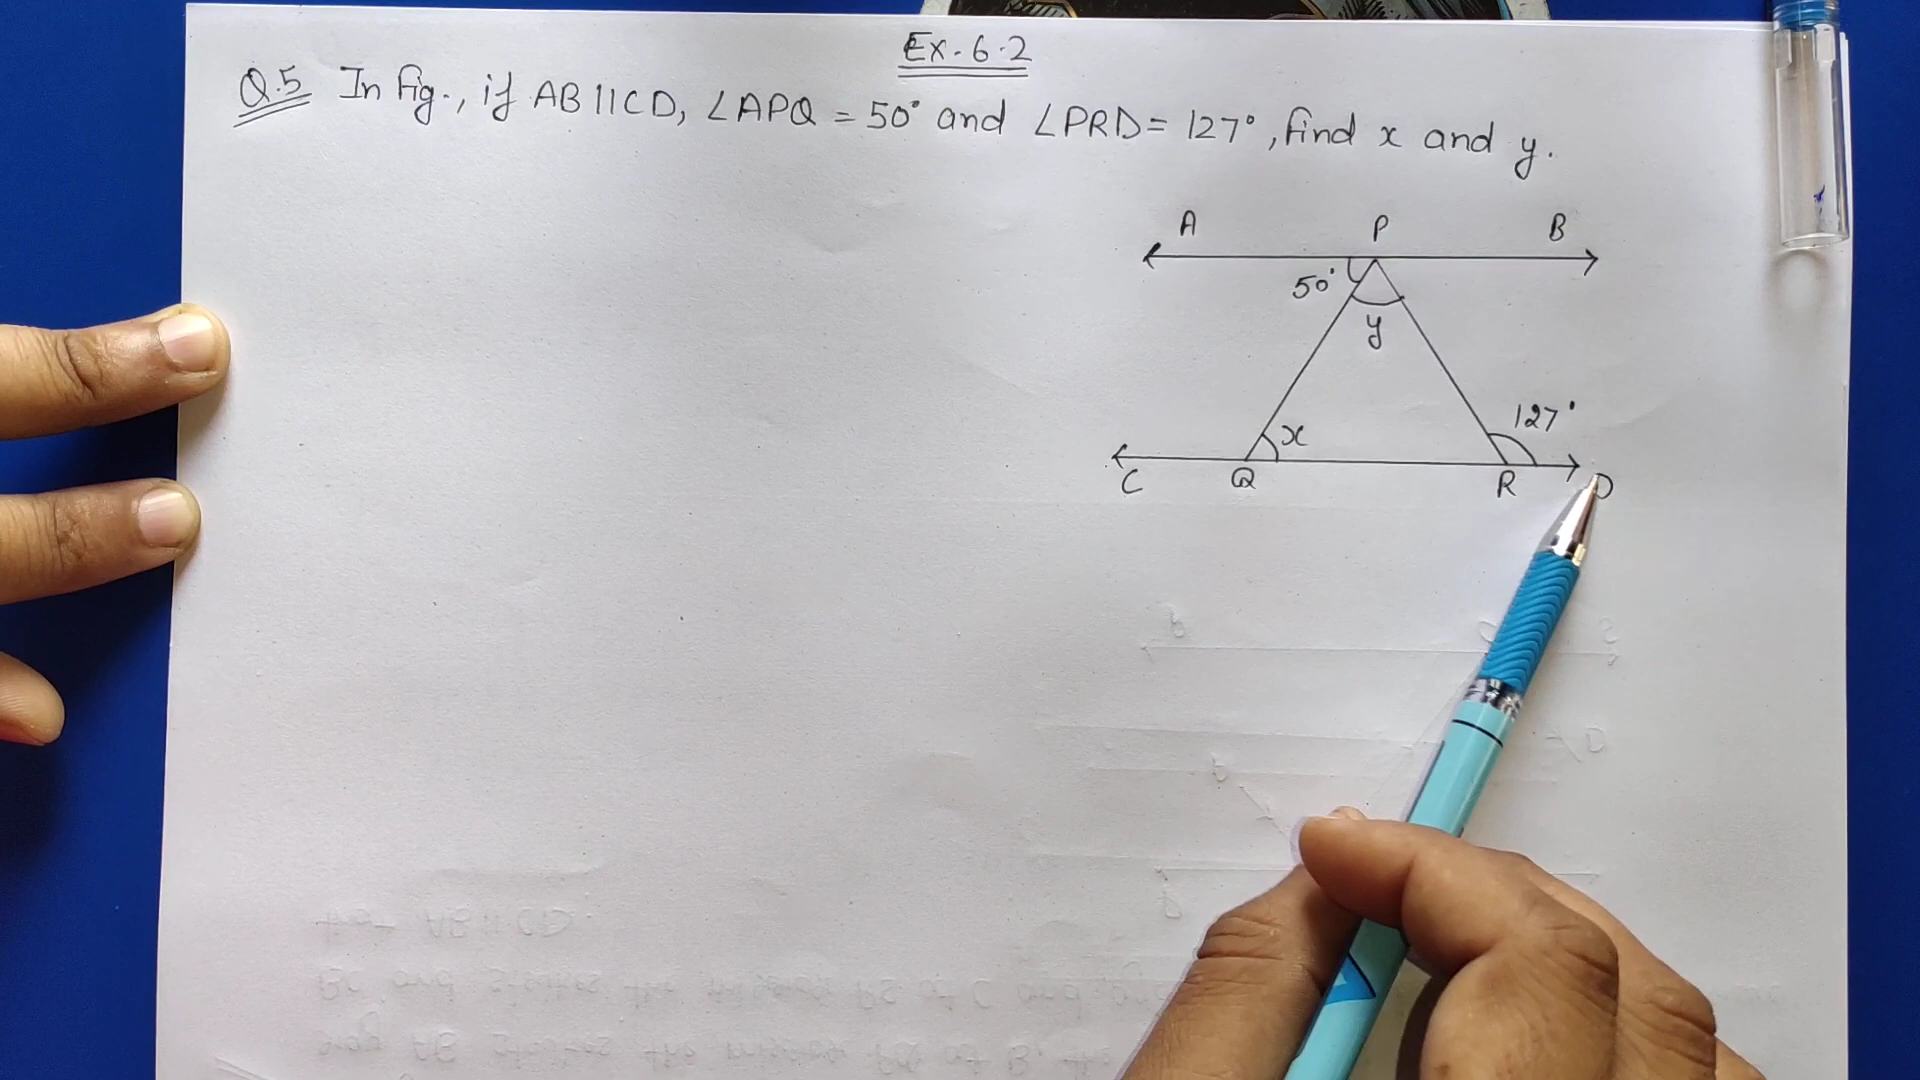 Ex. 6.2
Q.5 In fig., if AB || CD, ∠APQ = 50° and ∠PRD = 127°, find x and y.
A P B
50°
y
127°
x
C Q R D